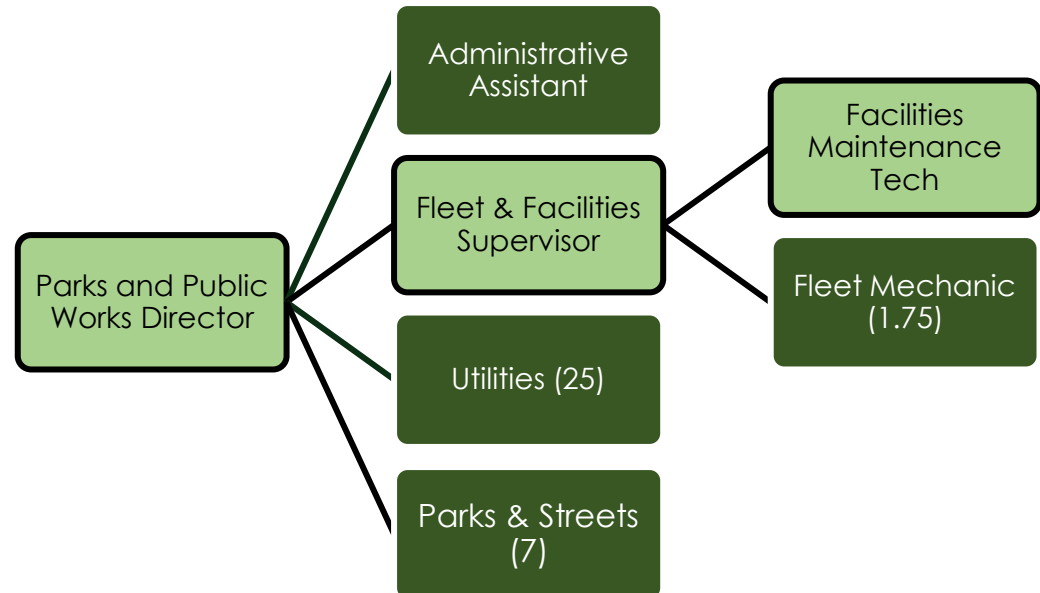 Parks and Public
Works Director
Administrative
Assistant
Fleet & Facilities
Supervisor
Utilities (25)
Parks & Streets
(7)
Facilities
Maintenance
Tech
Fleet Mechanic
(1.75)